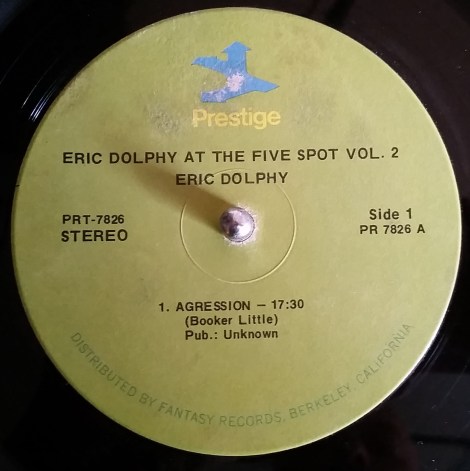 Prestige
ERIC DOLPHY AT THE FIVE SPOT VOL. 2
ERIC DOLPHY
PRT-7826
STEREO
Side 1
PR 7826 A
1. AGRESSION – 17:30
(Booker Little)
Pub.: Unknown
DISTRIBUTED BY FANTASY RECORDS, BERKELEY, CALIFORNIA